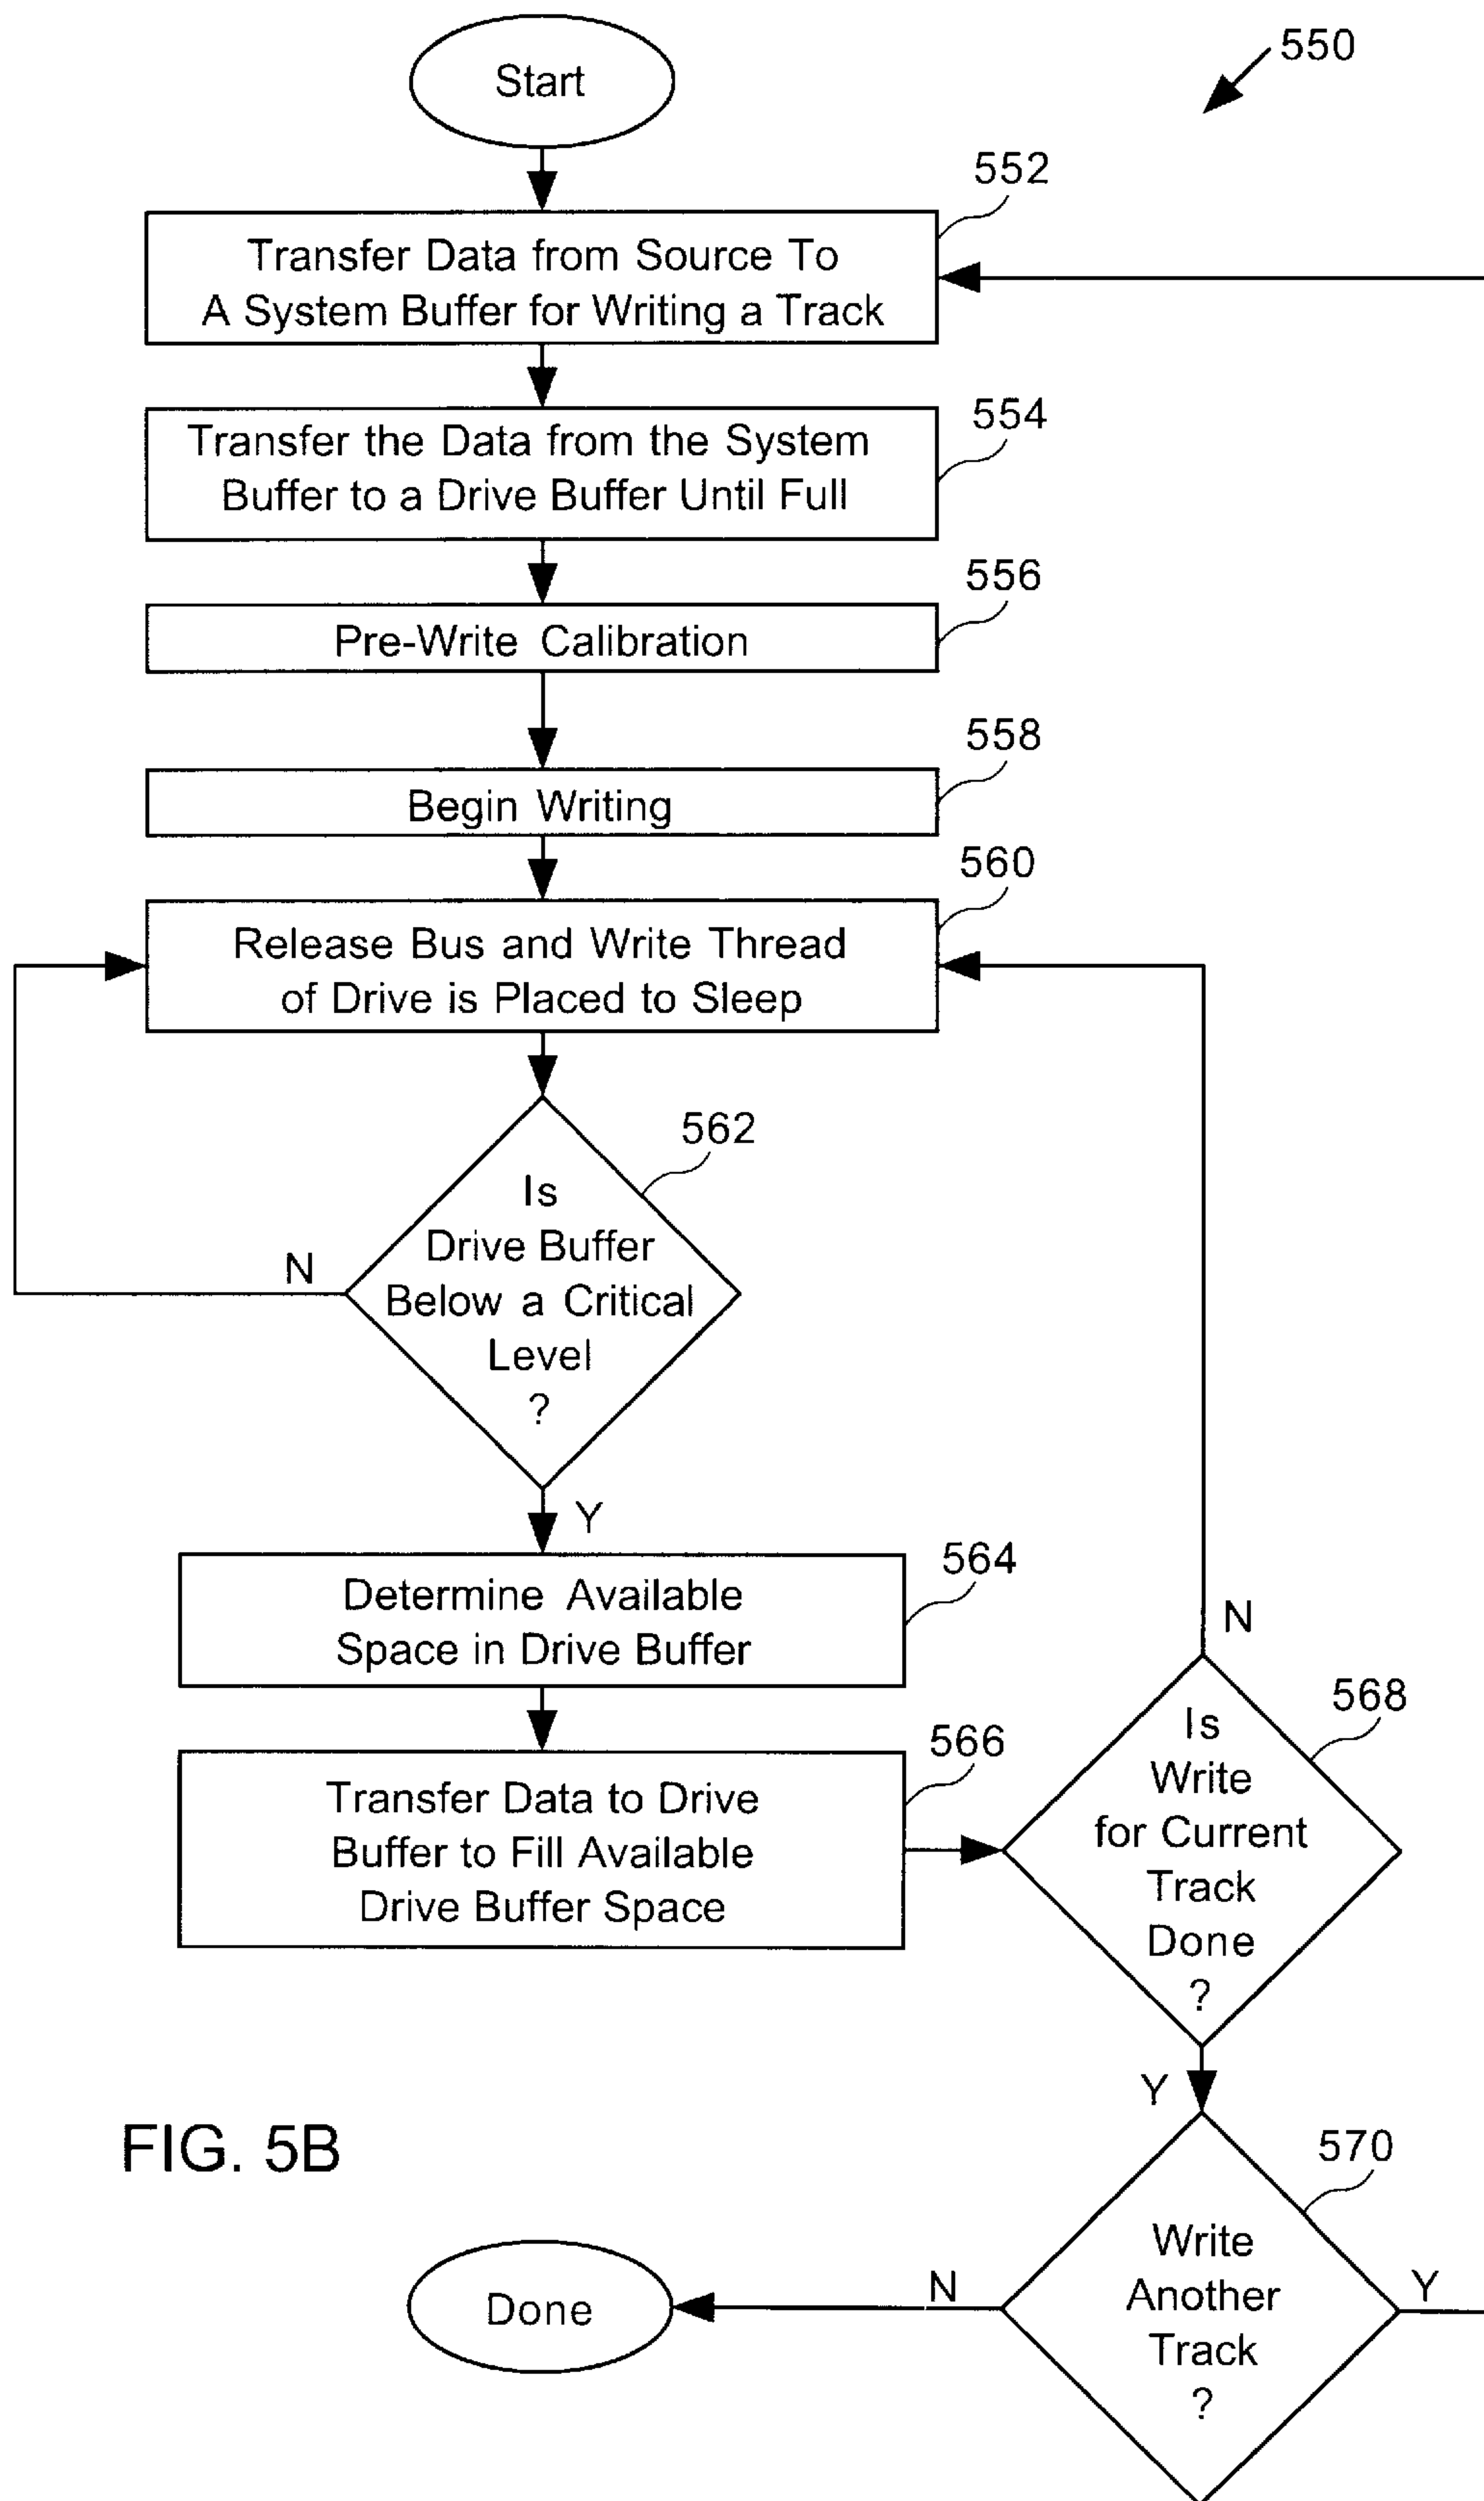 Start
550
552
Transfer Data from Source To
A System Buffer for Writing a Track
554
Transfer the Data from the System
Buffer to a Drive Buffer Until Full
556
Pre-Write Calibration
558
Begin Writing
560
Release Bus and Write Thread
of Drive is Placed to Sleep
562
Is
Drive Buffer
Below a Critical
Level
?
N
Y
564
Determine Available
Space in Drive Buffer
566
Transfer Data to Drive
Buffer to Fill Available
Drive Buffer Space
N
568
Is
Write
for Current
Track
Done
?
Y
FIG. 5B
570
Write
Another
Track
?
N
Y
Done